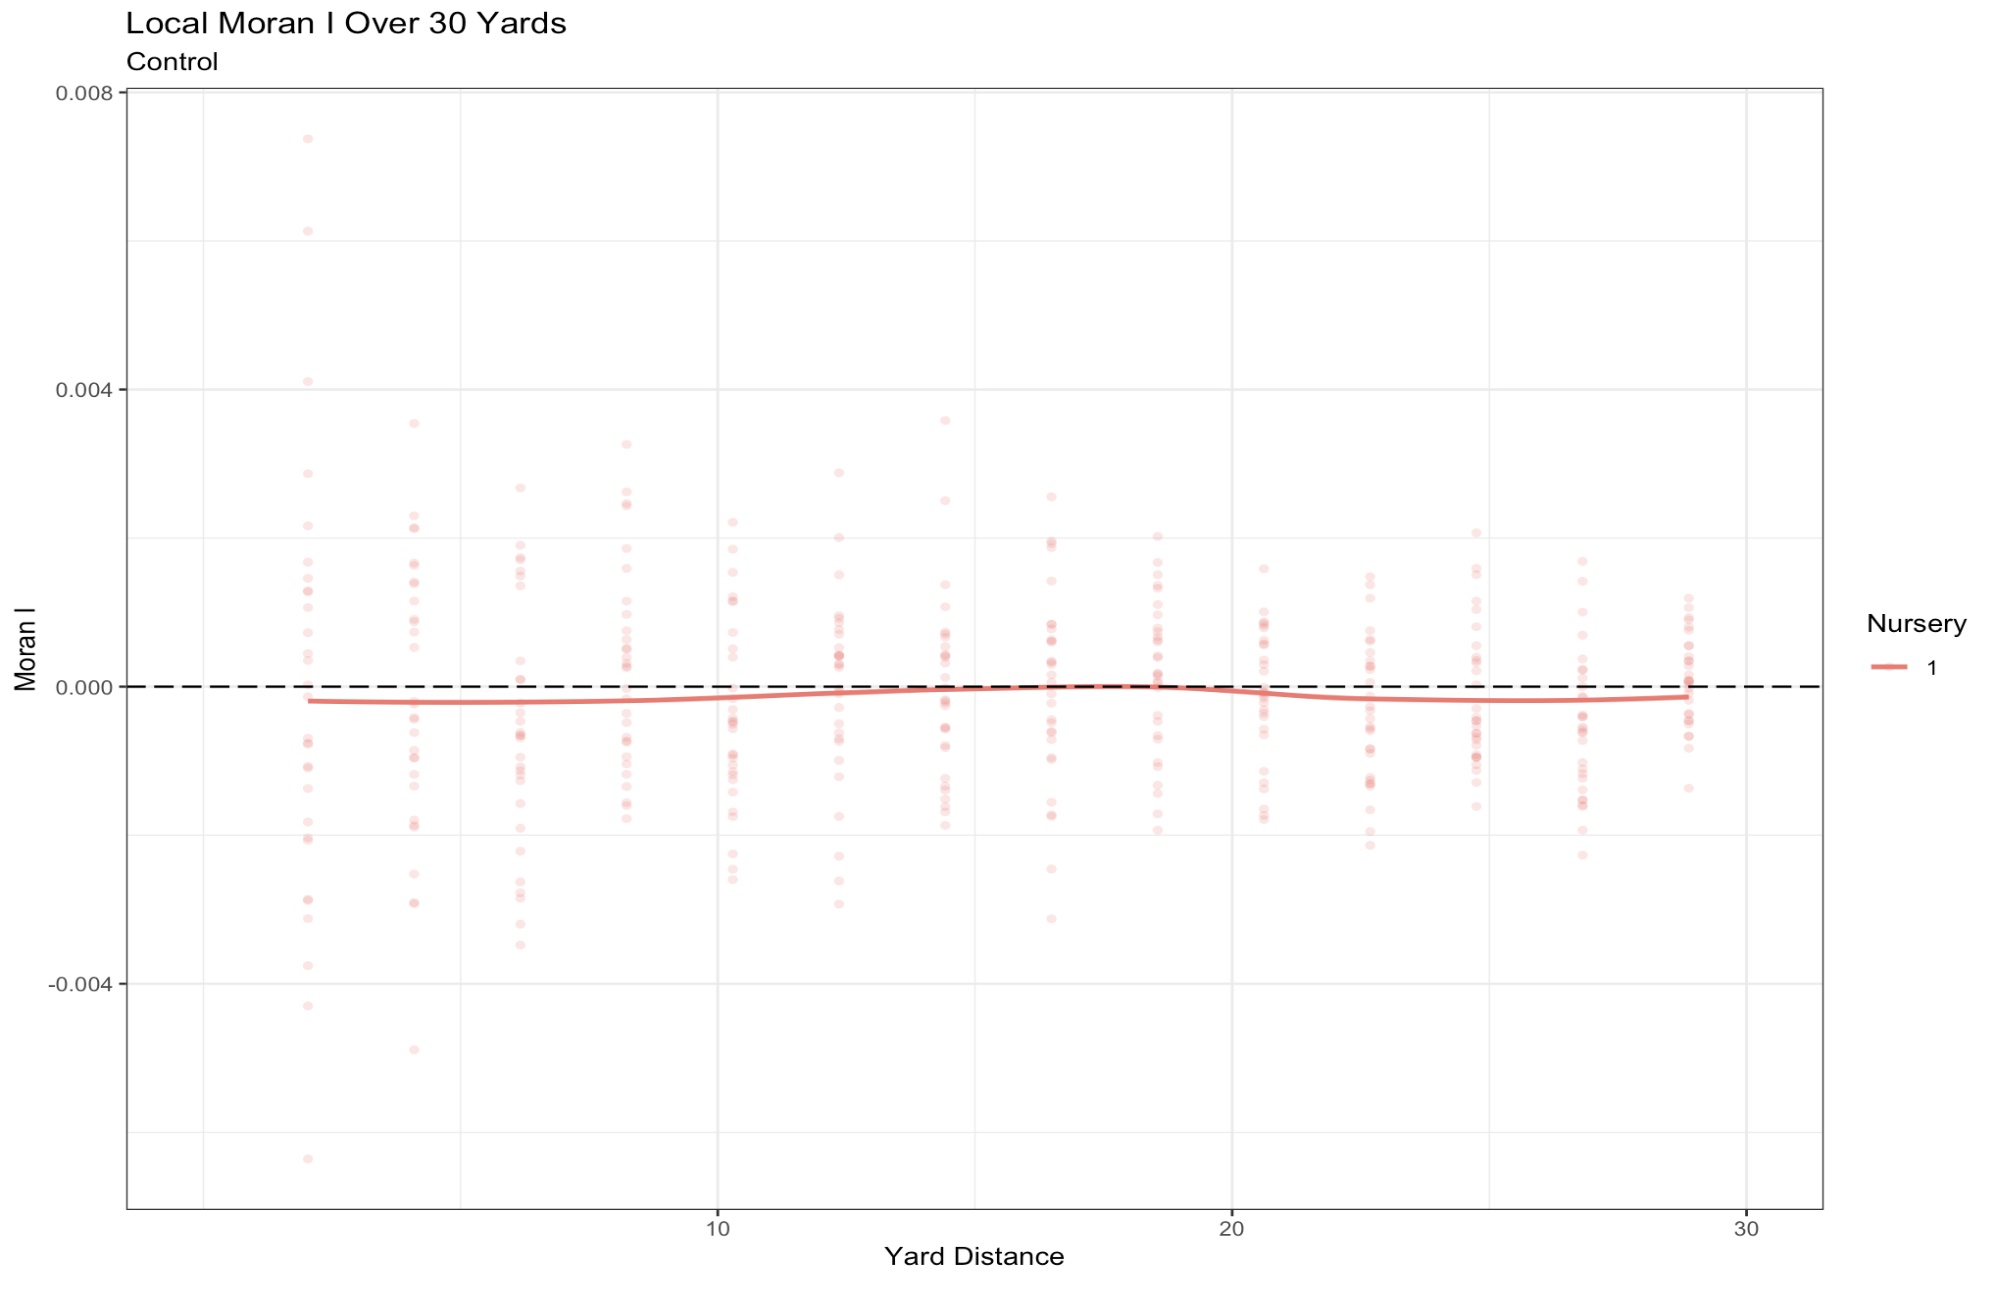 Local Moran I Over 30 Yards
Control
0.008
0.004
0.000
-0.004
Moran I
10
20
30
Yard Distance
Nursery
1